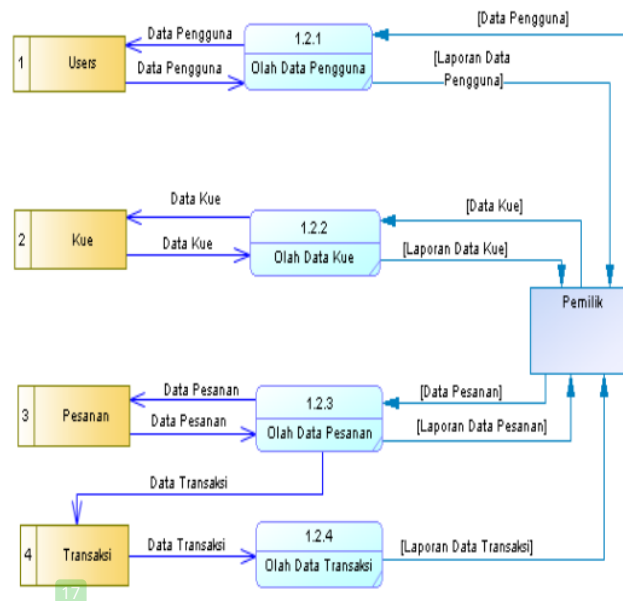 [Data Pengguna]
Data Pengguna
1.2.1
1
Users
Olah Data Pengguna
Data Pengguna
[Laporan Data
Pengguna]
Data Kue
[Data Kue]
2
Kue
1.2.2
Data Kue
Olah Data Kue
[Laporan Data Kue]
Pemilik
Data Pesanan
[Data Pesanan]
3
Pesanan
1.2.3
Data Pesanan
Olah Data Pesanan
[Laporan Data Pesanan]
Data Transaksi
4
Transaksi
1.2.4
Data Transaksi
Olah Data Transaksi
[Laporan Data Transaksi]
17